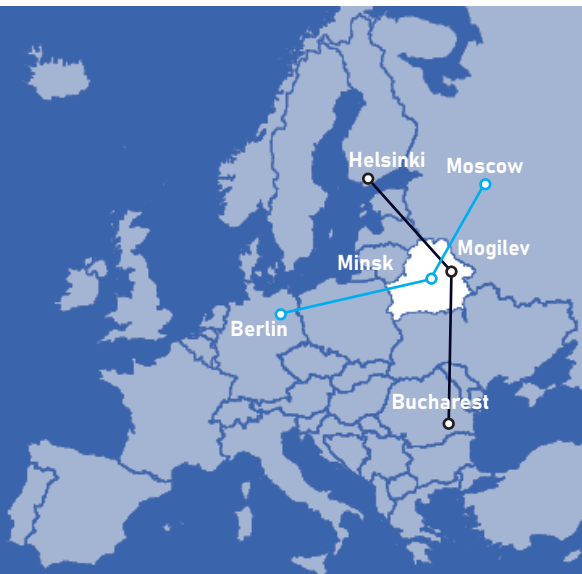 Helsinki
Moscow
Mogilev
Minsk
Berlin
Bucharest